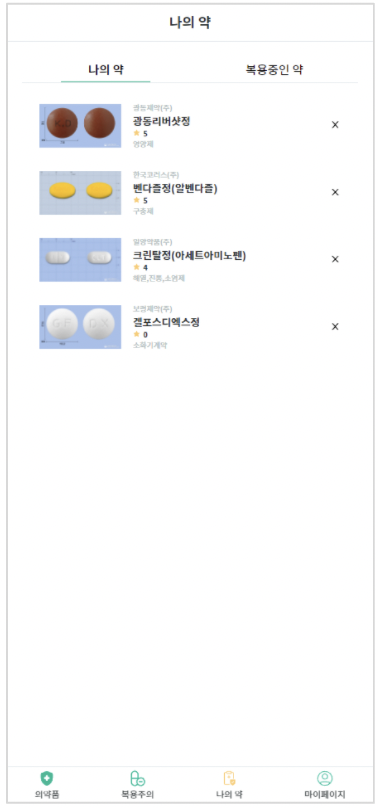 나의 약
나의 약
복용중인 약
광동제약(주)
광동리버샷정
5
영양제
X
한국코러스(주)
벤다졸정(알벤다졸)
5
구충제
X
일양약품(주)
크린탈정(아세트아미노펜)
4
해열,진통,소염제
X
보령제약(주)
겔포스디엑스정
0
소화기계약
X
의약품
복용주의
나의 약
마이페이지